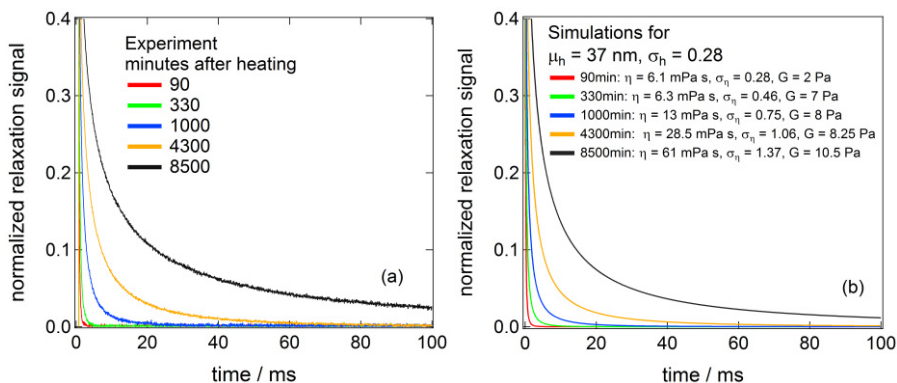 0.4
0.3
0.2
0.1
0.0
normalized relaxation signal
Experiment
minutes after heating
90
330
1000
4300
8500
(a)
0 20 40 60 80 100
time / ms
0.4
0.3
0.2
0.1
0.0
normalized relaxation signal
Simulations for
μh = 37 nm, σh = 0.28
90min: η = 6.1 mPa s, ση = 0.28, G = 2 Pa
330min: η = 6.3 mPa s, ση = 0.46, G = 7 Pa
1000min: η = 13 mPa s, ση = 0.75, G = 8 Pa
4300min: η = 28.5 mPa s, ση = 1.06, G = 8.25 Pa
8500min: η = 61 mPa s, ση = 1.37, G = 10.5 Pa
(b)
0 20 40 60 80 100
time / ms